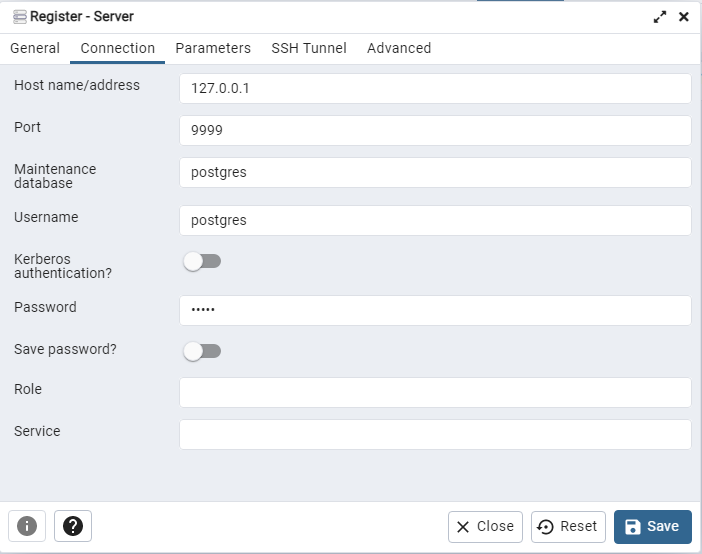 Register - Server
General Connection Parameters SSH Tunnel Advanced
Host name/address 127.0.0.1
Port 9999
Maintenance
database
postgres
Username postgres
Kerberos
authentication?
Password •••••
Save password?
Role
Service
Close Reset Save